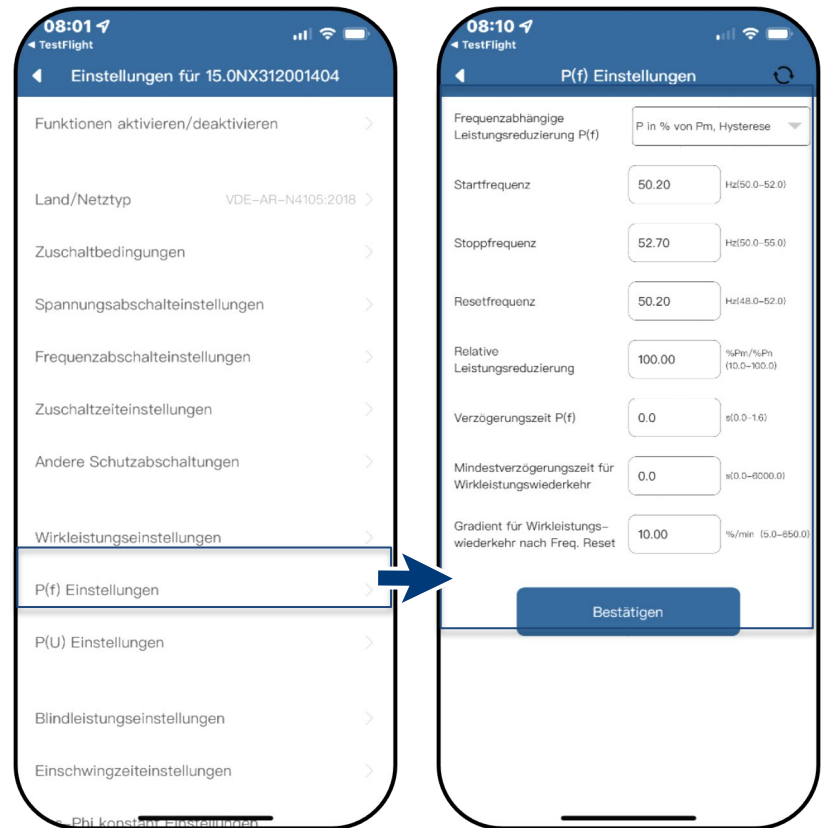 08:01
◀ TestFlight
Einstellungen für 15.0NX312001404
Funktionen aktivieren/deaktivieren
Land/Netztyp VDE-AR-N4105:2018
Zuschaltbedingungen
Spannungsabschalteinstellungen
Frequenzabschalteinstellungen
Zuschaltzeiteinstellungen
Andere Schutzabschaltungen
Wirkleistungseinstellungen
P(f) Einstellungen
P(U) Einstellungen
Blindleistungseinstellungen
Einschwingzeiteinstellungen
-Phi konstant Einstellungen
08:10
◀ TestFlight
P(f) Einstellungen
Frequenzabhängige
Leistungsreduzierung P(f)
P in % von Pm, Hysterese
Startfrequenz 50.20 Hz(50.0-52.0)
Stoppfrequenz 52.70 Hz(50.0-55.0)
Resetfrequenz 50.20 Hz(48.0-52.0)
Relative
Leistungsreduzierung
100.00
%Pm/%Pn
(10.0-100.0)
Verzögerungszeit P(f) 0.0 s(0.0-1.6)
Mindestverzögerungszeit für
Wirkleistungswiederkehr
0.0 s(0.0-6000.0)
Gradient für Wirkleistungs-
wiederkehr nach Freq. Reset
10.00 %/min (5.0-650.0)
Bestätigen